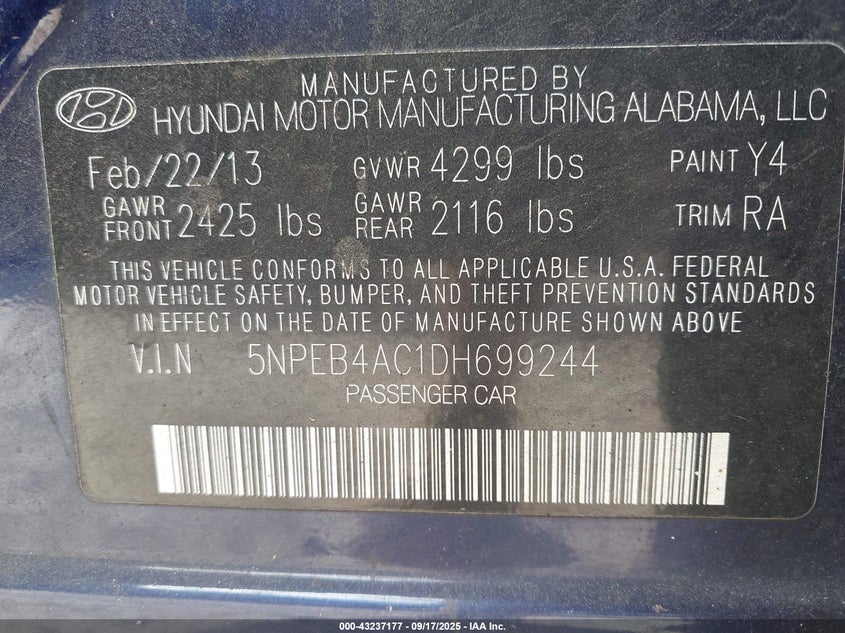 MANUFACTURED BY
HYUNDAI MOTOR MANUFACTURING ALABAMA, LLC
Feb/22/13 GVWR 4299 lbs PAINT Y4
GAWR FRONT 2425 lbs GAWR REAR 2116 lbs TRIM RA
THIS VEHICLE CONFORMS TO ALL APPLICABLE U.S.A. FEDERAL
MOTOR VEHICLE SAFETY, BUMPER, AND THEFT PREVENTION STANDARDS
IN EFFECT ON THE DATE OF MANUFACTURE SHOWN ABOVE
V.I.N 5NPEB4AC1DH699244
PASSENGER CAR
000-43237177 - 09/17/2025 - IAA Inc.